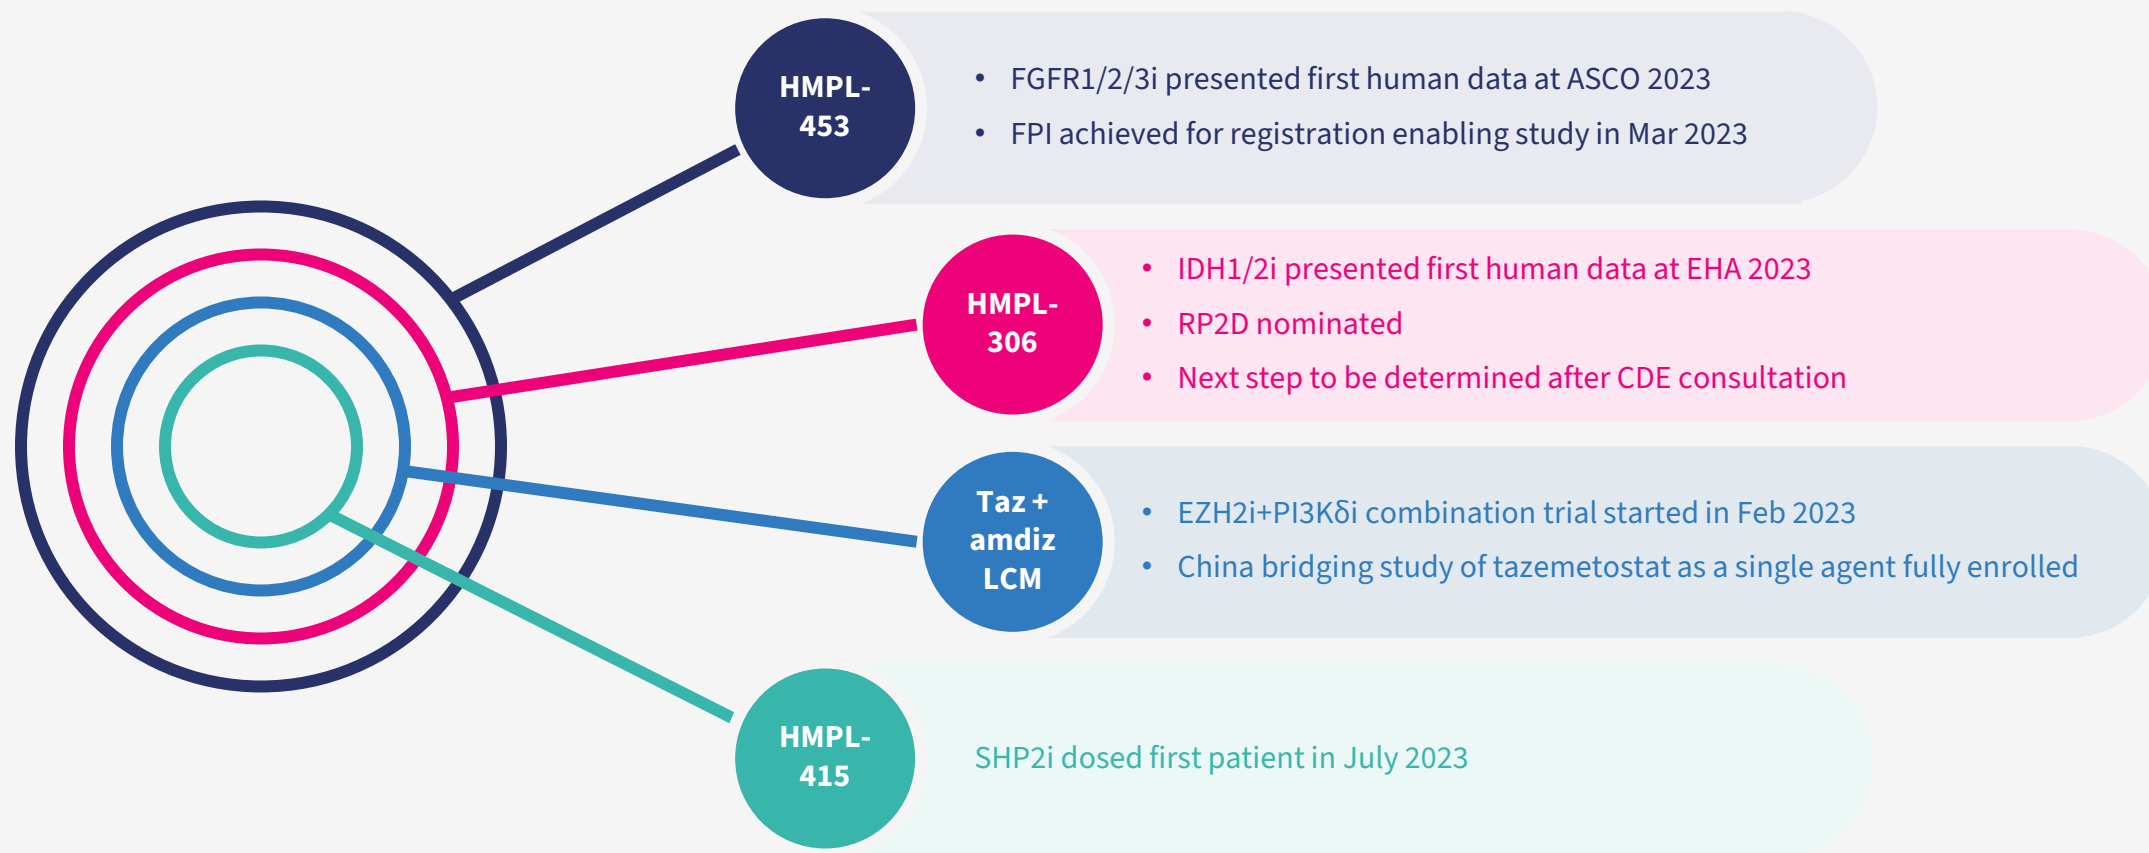 HMPL-
453
• FGFR1/2/3i presented first human data at ASCO 2023
• FPI achieved for registration enabling study in Mar 2023
HMPL-
306
• IDH1/2i presented first human data at EHA 2023
• RP2D nominated
• Next step to be determined after CDE consultation
Taz +
amdiz
LCM
• EZH2i+PI3Kδi combination trial started in Feb 2023
• China bridging study of tazemetostat as a single agent fully enrolled
HMPL-
415
SHP2i dosed first patient in July 2023